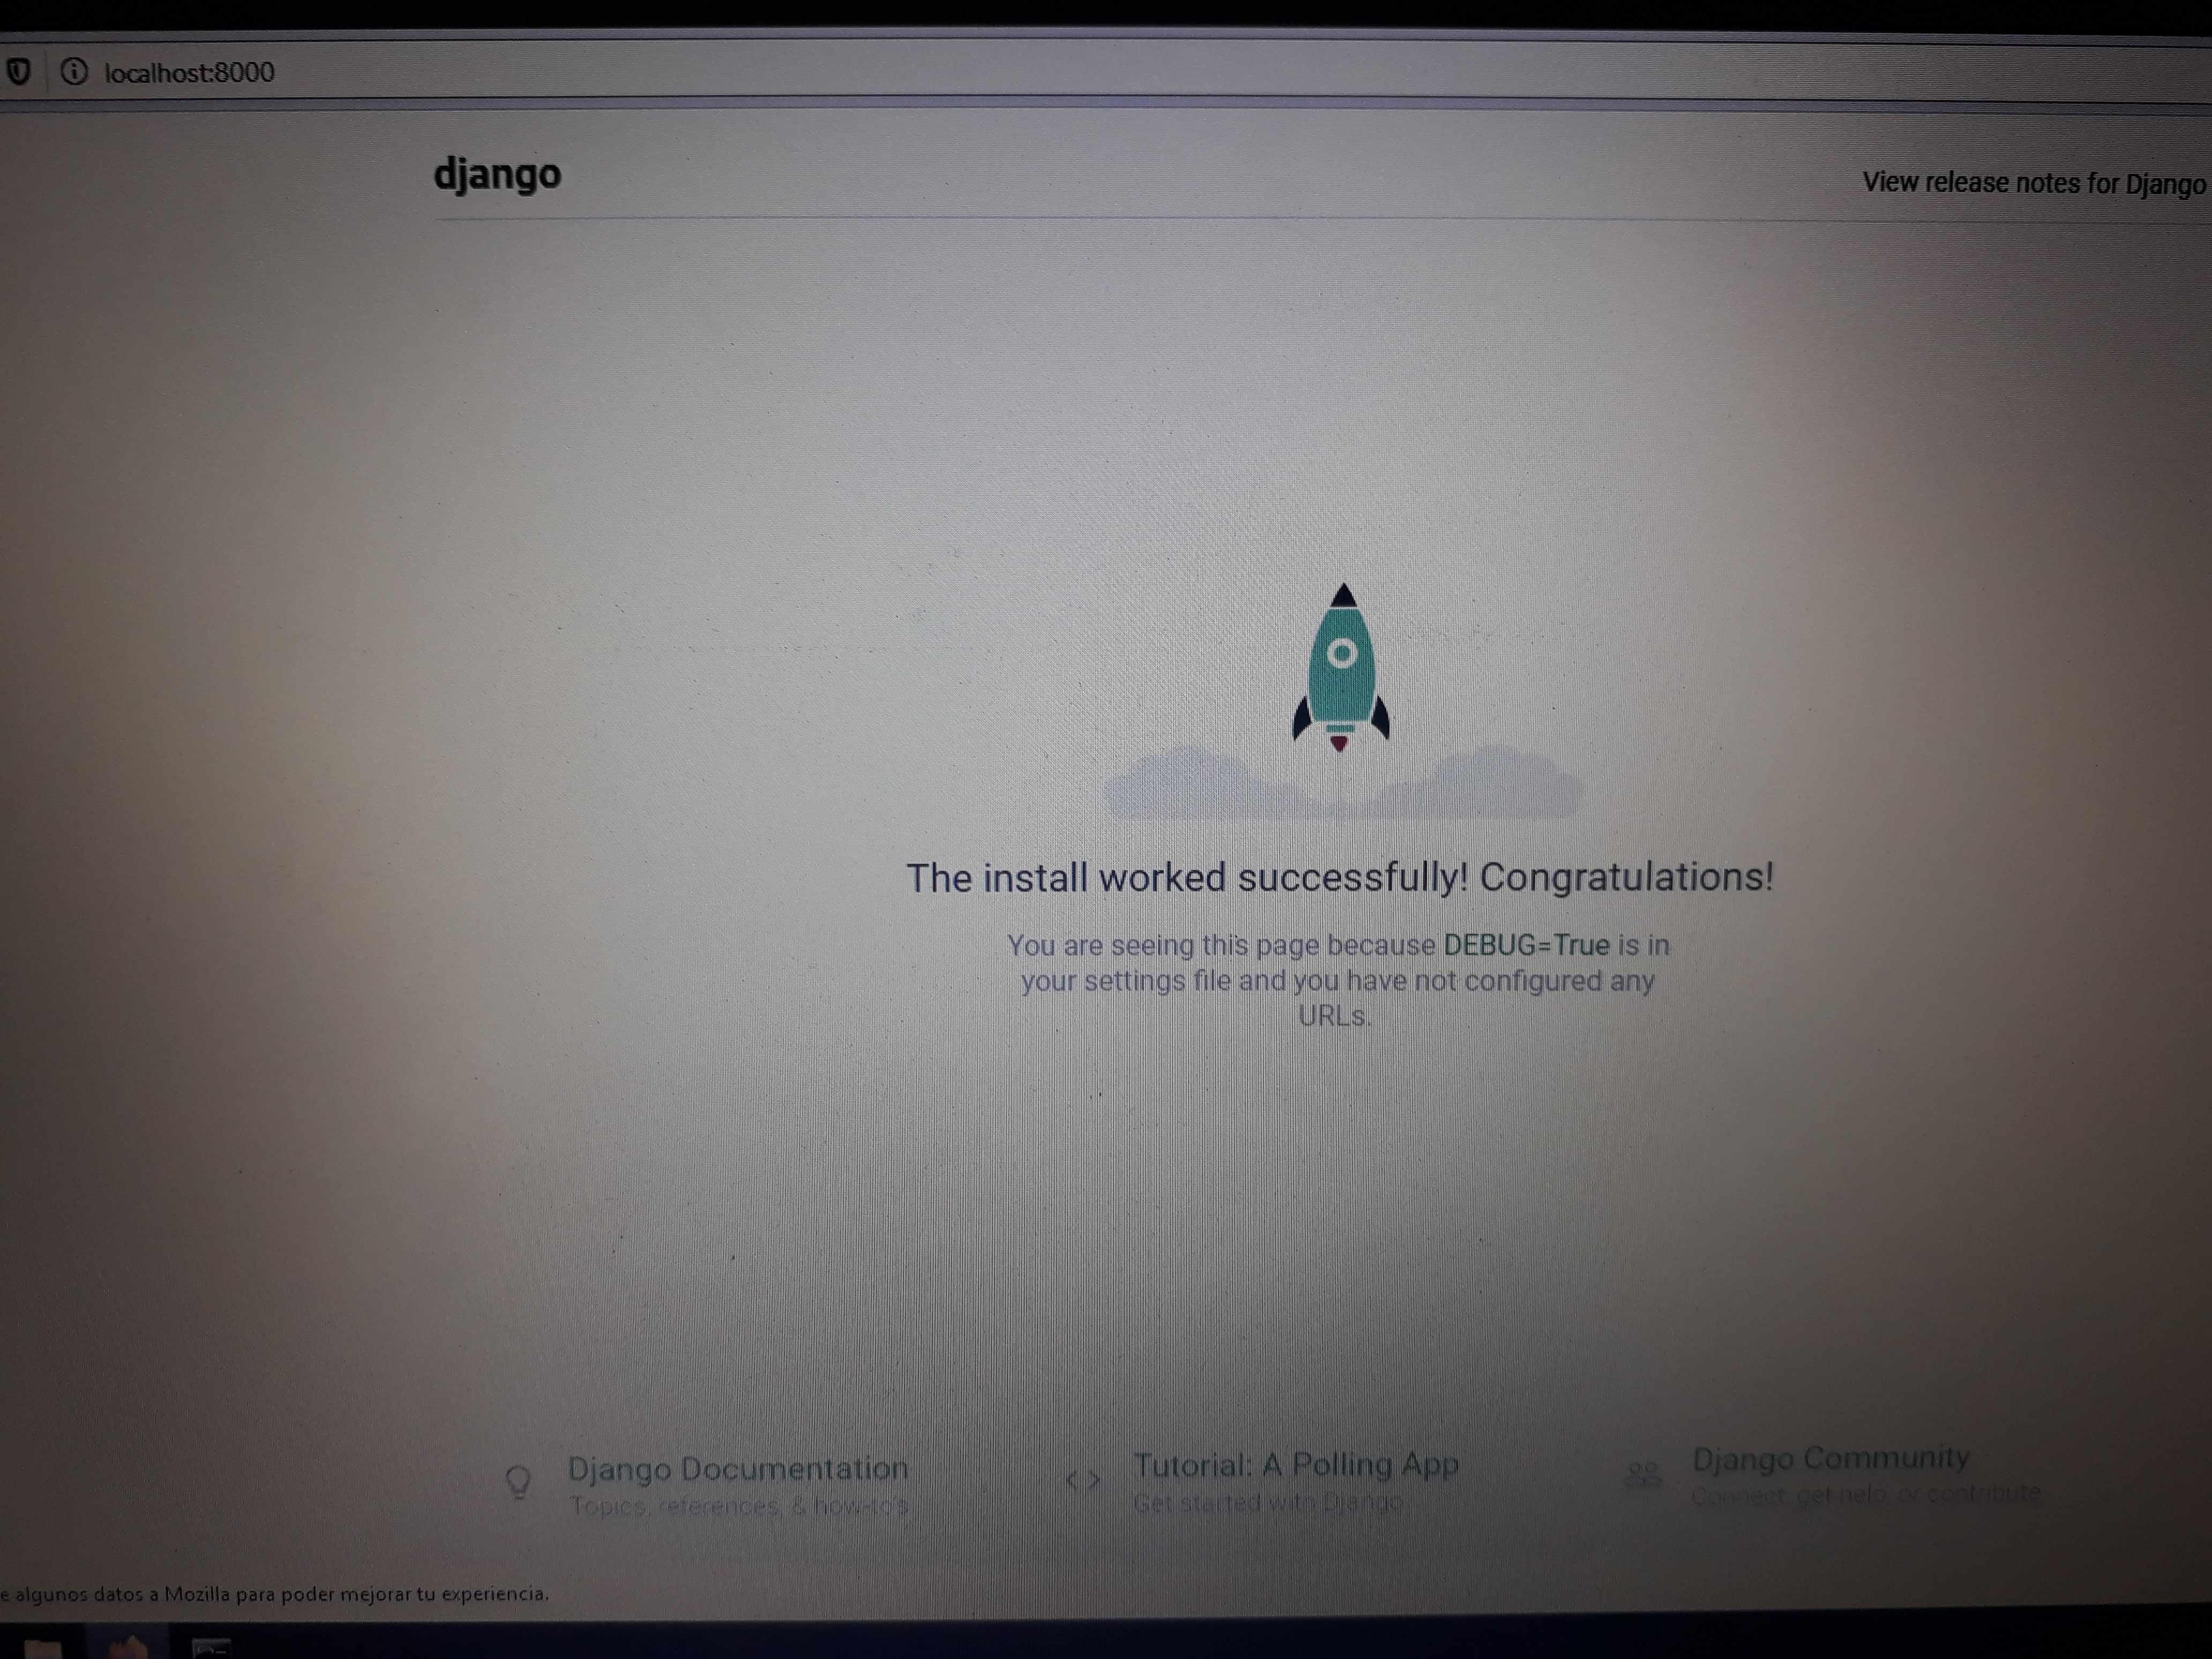 localhost:8000
django
View release notes for Django
The install worked successfully! Congratulations!
You are seeing this page because DEBUG=True is in
your settings file and you have not configured any
URLs.
Django Documentation
Topics, references, & how-to's
Tutorial: A Polling App
Get started with Django
Django Community
Connect, get help, or contribute
e algunos datos a Mozilla para poder mejorar tu experiencia.